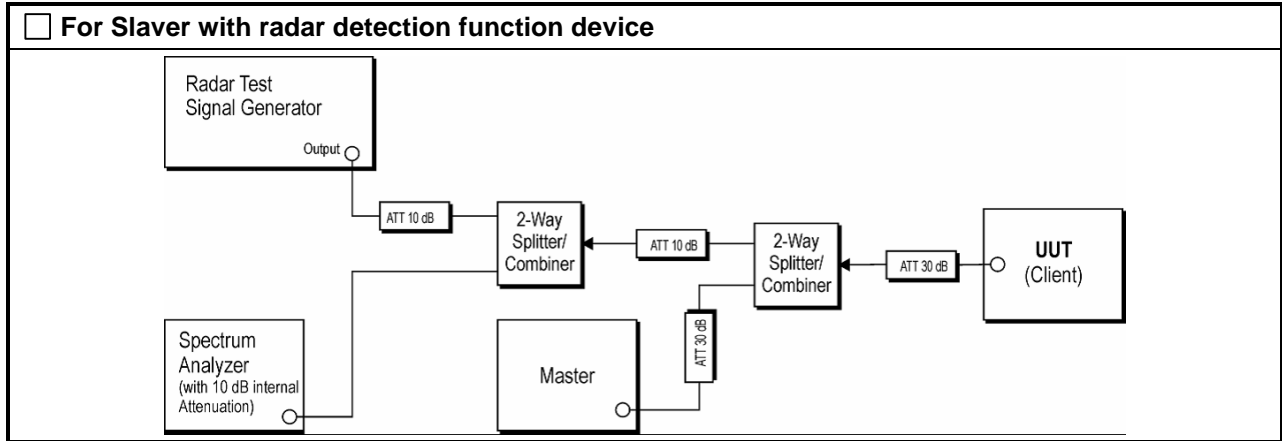 ☐ For Slaver with radar detection function device
Radar Test
Signal Generator
Output
ATT 10 dB
2-Way
Splitter/
Combiner
ATT 10 dB
2-Way
Splitter/
Combiner
ATT 30 dB
UUT
(Client)
ATT 30 dB
Spectrum
Analyzer
(with 10 dB internal
Attenuation)
Master